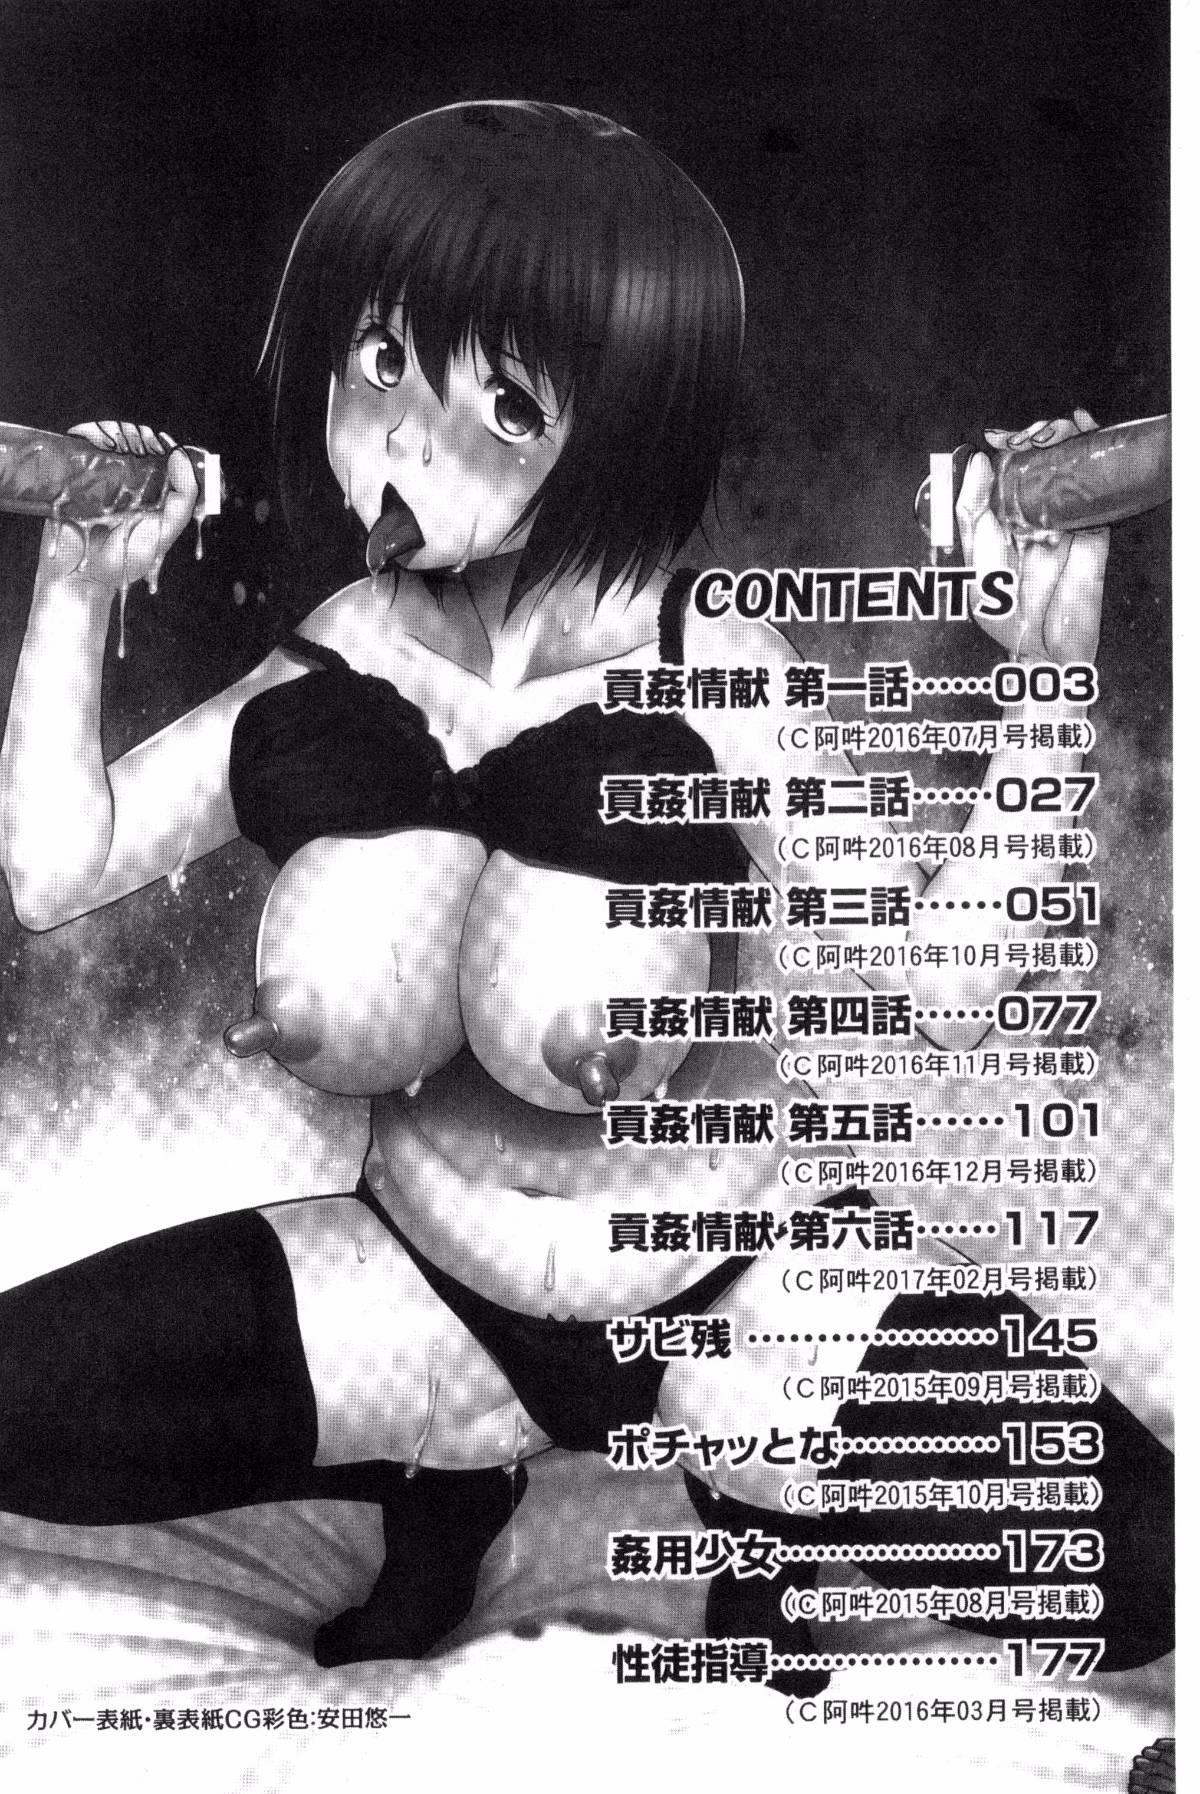 CONTENTS
貢姦情献 第一話……003
（C阿吽2016年07月号掲載）
貢姦情献 第二話……027
（C阿吽2016年08月号掲載）
貢姦情献 第三話……051
（C阿吽2016年10月号掲載）
貢姦情献 第四話……077
（C阿吽2016年11月号掲載）
貢姦情献 第五話……101
（C阿吽2016年12月号掲載）
貢姦情献 第六話……117
（C阿吽2017年02月号掲載）
サビ残………………145
（C阿吽2015年09月号掲載）
ポチャッとな…………153
（C阿吽2015年10月号掲載）
姦用少女………………173
（C阿吽2015年08月号掲載）
性徒指導………………177
（C阿吽2016年03月号掲載）
カバー表紙・裏表紙CG彩色:安田悠一